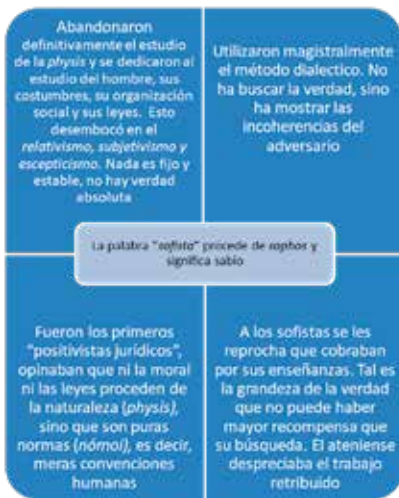 Abandonaron
definitivamente el estudio
de la physis y se dedicaron al
estudio del hombre, sus
costumbres, su organización
social y sus leyes. Esto
desembocó en el
relativismo, subjetivismo y
escepticismo. Nada es fijo y
estable, no hay verdad
absoluta
Utilizaron magistralmente
el método dialectico. No
ha buscar la verdad, sino
ha mostrar las
incoherencias del
adversario
La palabra "sofista" procede de sophos y
significa sabio
Fueron los primeros
"positivistas jurídicos",
opinaban que ni la moral
ni las leyes proceden de
la naturaleza (physis),
sino que son puras
normas (nómoi), es decir,
meras convenciones
humanas
A los sofistas se les
reprocha que cobraban
por sus enseñanzas. Tal es
la grandeza de la verdad
que no puede haber
mayor recompensa que
su búsqueda. El ateniense
despreciaba el trabajo
retribuido